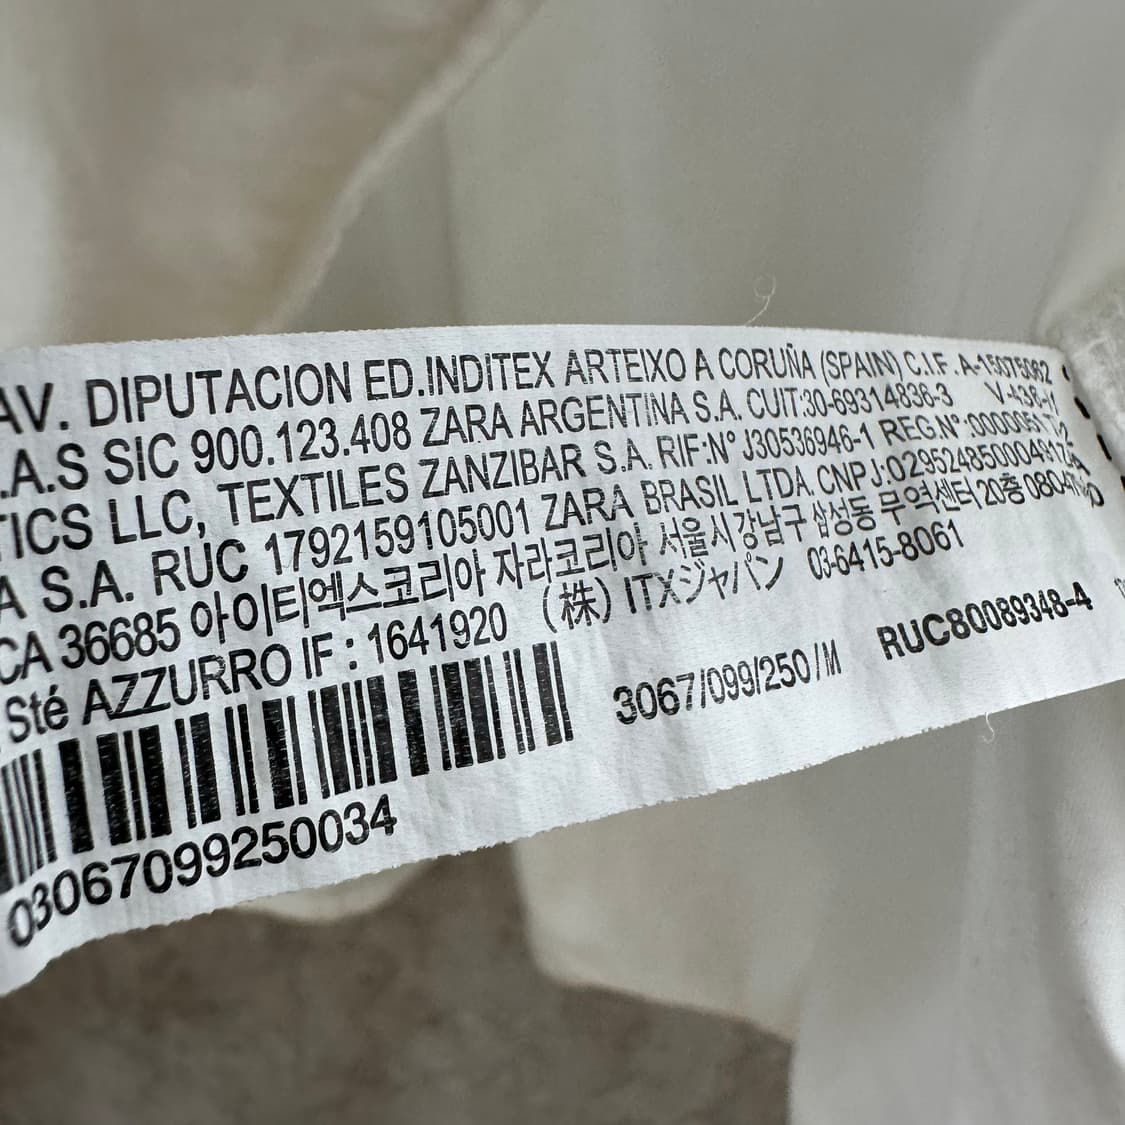 AV. DIPUTACION ED.INDITEX ARTEIXO A CORUÑA (SPAIN) C.I.F. A-15075062
.A.S SIC 900.123.408 ZARA ARGENTINA S.A. CUIT:30-69314836-3
TICS LLC, TEXTILES ZANZIBAR S.A. RIF:Nº J30536946-1 REG.Nº:
A S.A. RUC 1792159105001 ZARA BRASIL LTDA. CNPJ:
CA 36685 아이티엑스코리아 자라코리아 서울시 강남구 삼성동 무역센터 20층
Sté AZZURRO IF : 1641920 (株) ITXジャパン 03-6415-8061
3067/099/250/M RUC80089348-4
03067099250034